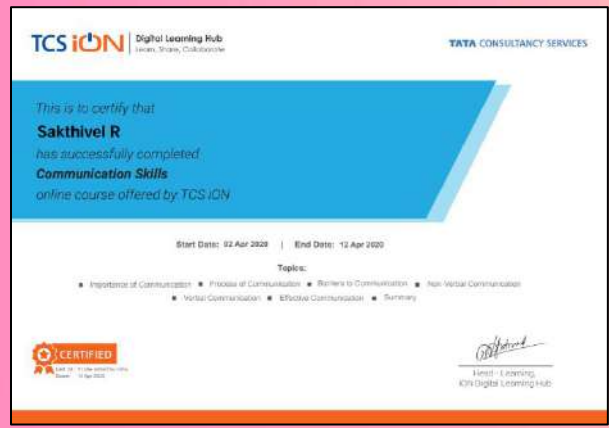 TCS iON
Digital Learning Hub
Learn, Share, Collaborate
TATA CONSULTANCY SERVICES
This is to certify that
Sakthivel R
has successfully completed
Communication Skills
online course offered by TCS iON
Start Date: 02 Apr 2020 | End Date: 12 Apr 2020
Topics:
■ Importance of Communication ■ Process of Communication ■ Barriers to Communication ■ Non-Verbal Communication
■ Verbal Communication ■ Effective Communication ■ Summary
CERTIFIED
Head - Learning,
iON Digital Learning Hub